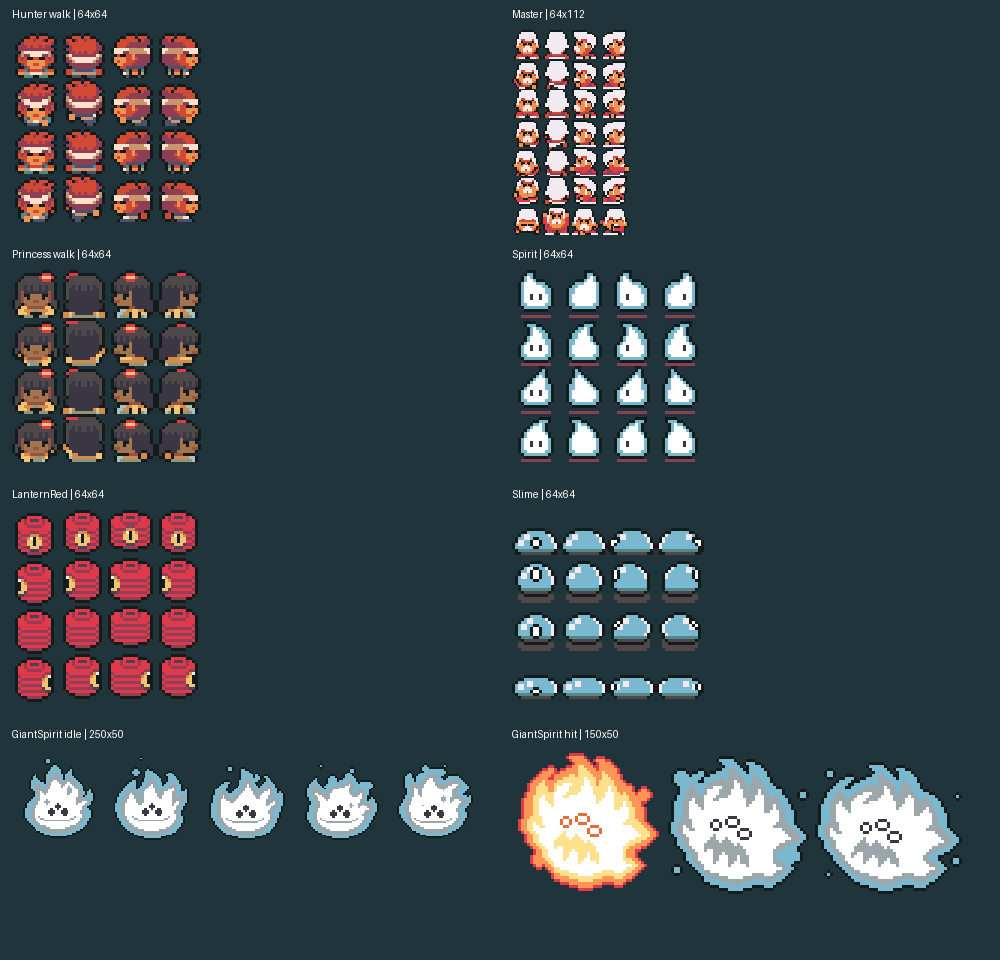 Hunter walk | 64x64
Master | 64x112
Princess walk | 64x64
Spirit | 64x64
LanternRed | 64x64
Slime | 64x64
GiantSpirit idle | 250x50
GiantSpirit hit | 150x50